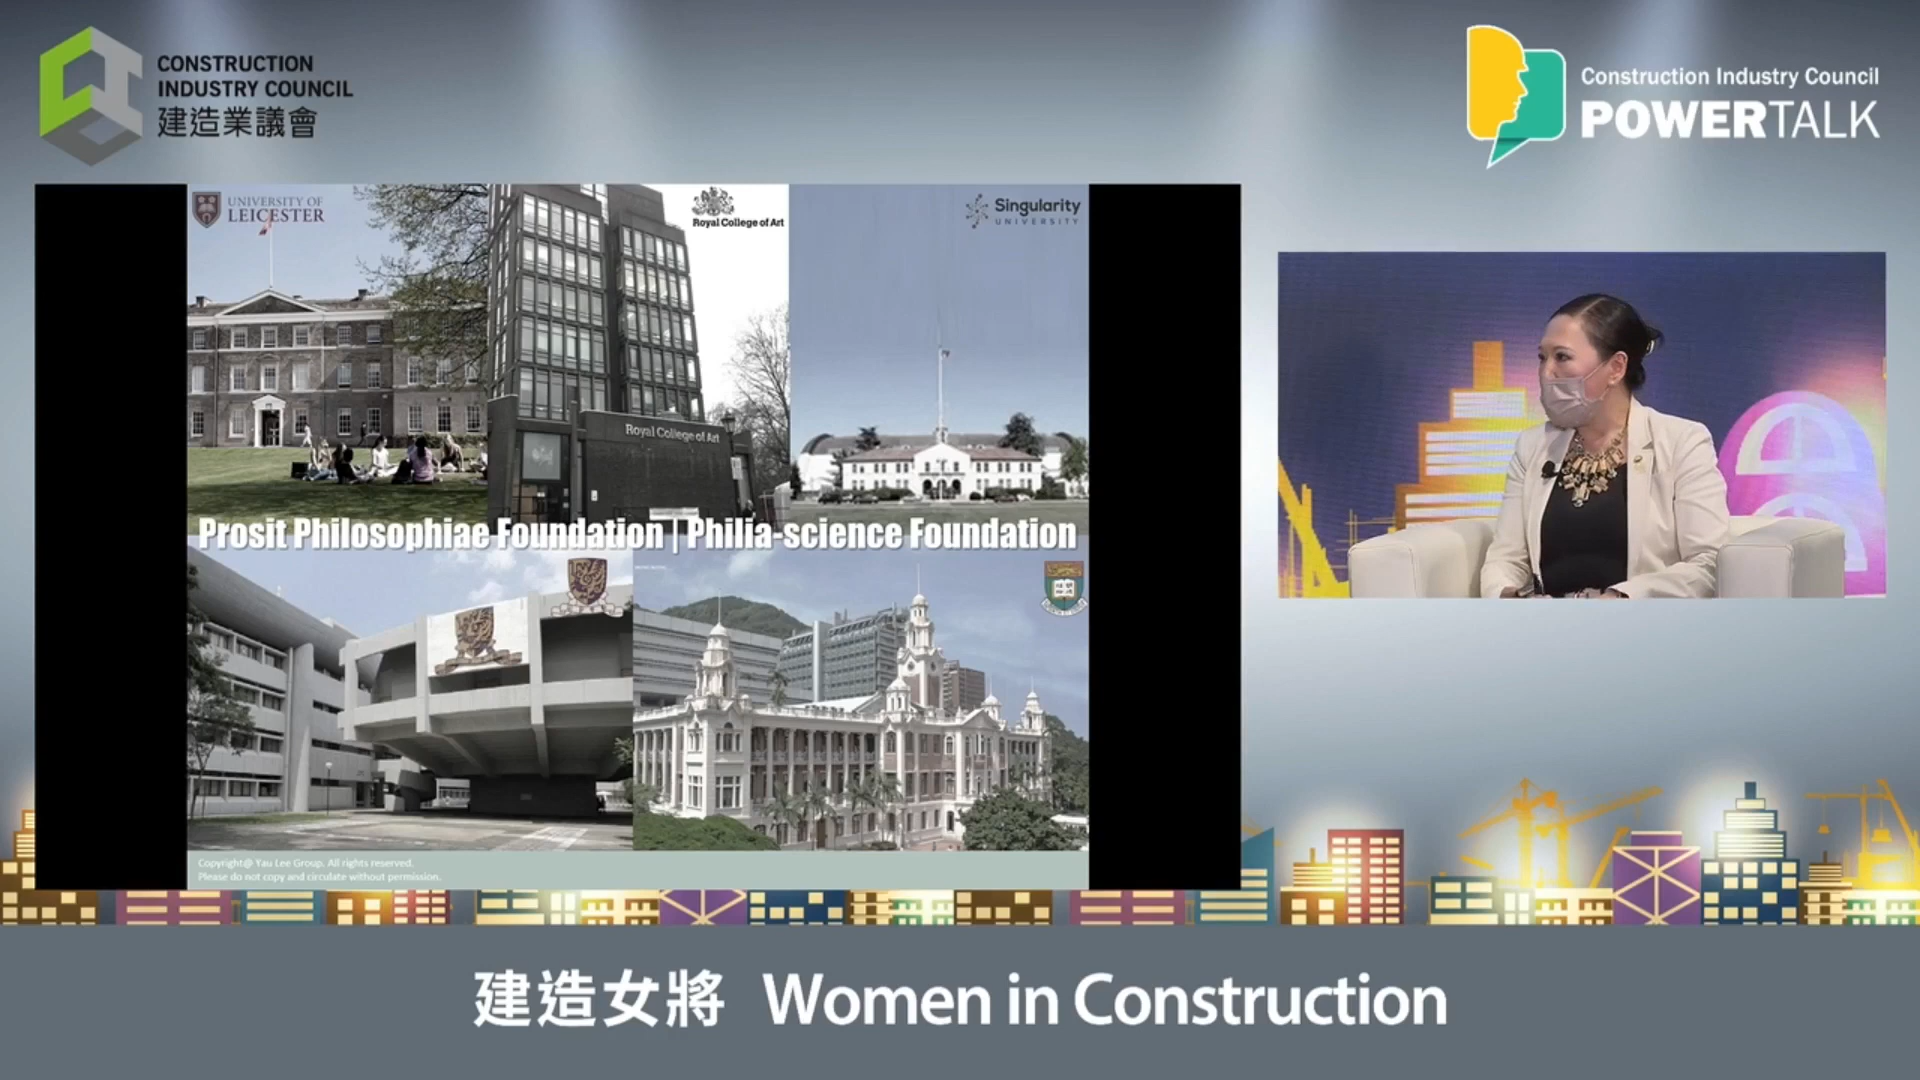 CONSTRUCTION
INDUSTRY COUNCIL
建造業議會
Construction Industry Council
POWERTALK
UNIVERSITY OF
LEICESTER
Royal College of Art
Singularity
UNIVERSITY
Royal College of Art
Prosit Philosophiae Foundation | Philia-science Foundation
Copyright@ Yau Lee Group. All rights reserved.
Please do not copy and circulate without permission.
建造女將 Women in Construction